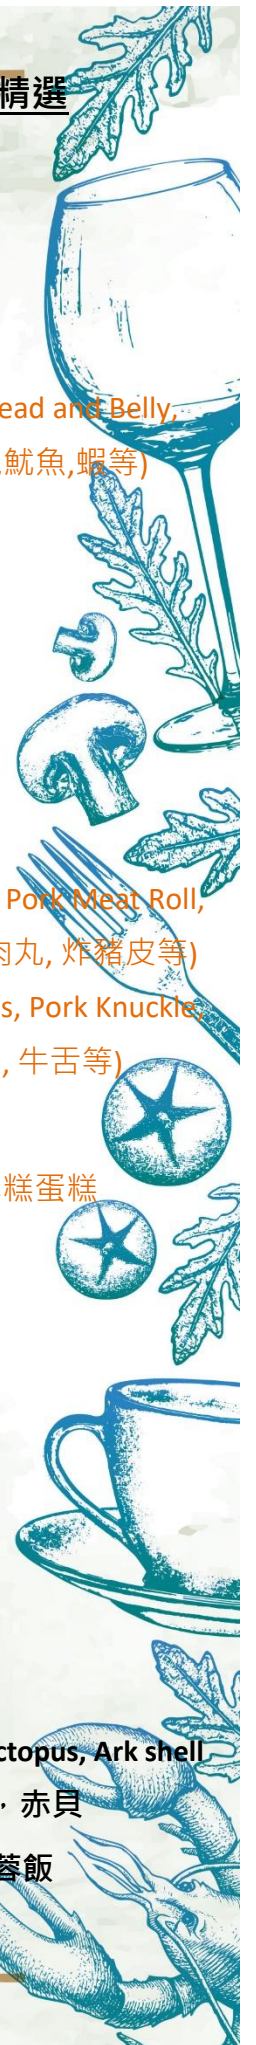 精選
ead and Belly,
魷魚,蝦等)
Pork Meat Roll,
肉丸, 炸豬皮等)
s, Pork Knuckle,
, 牛舌等)
糕蛋糕
ctopus, Ark shell
，赤貝
蓉飯